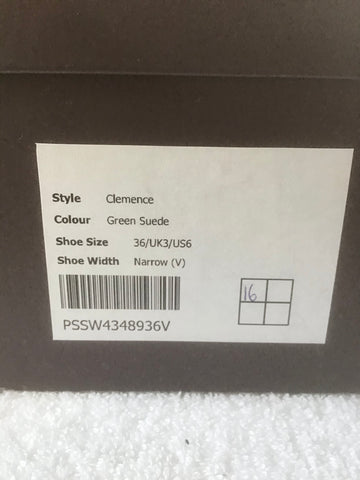 Style Clemence
Colour Green Suede
Shoe Size 36/UK3/US6
Shoe Width Narrow (V)
PSSW4348936V
16